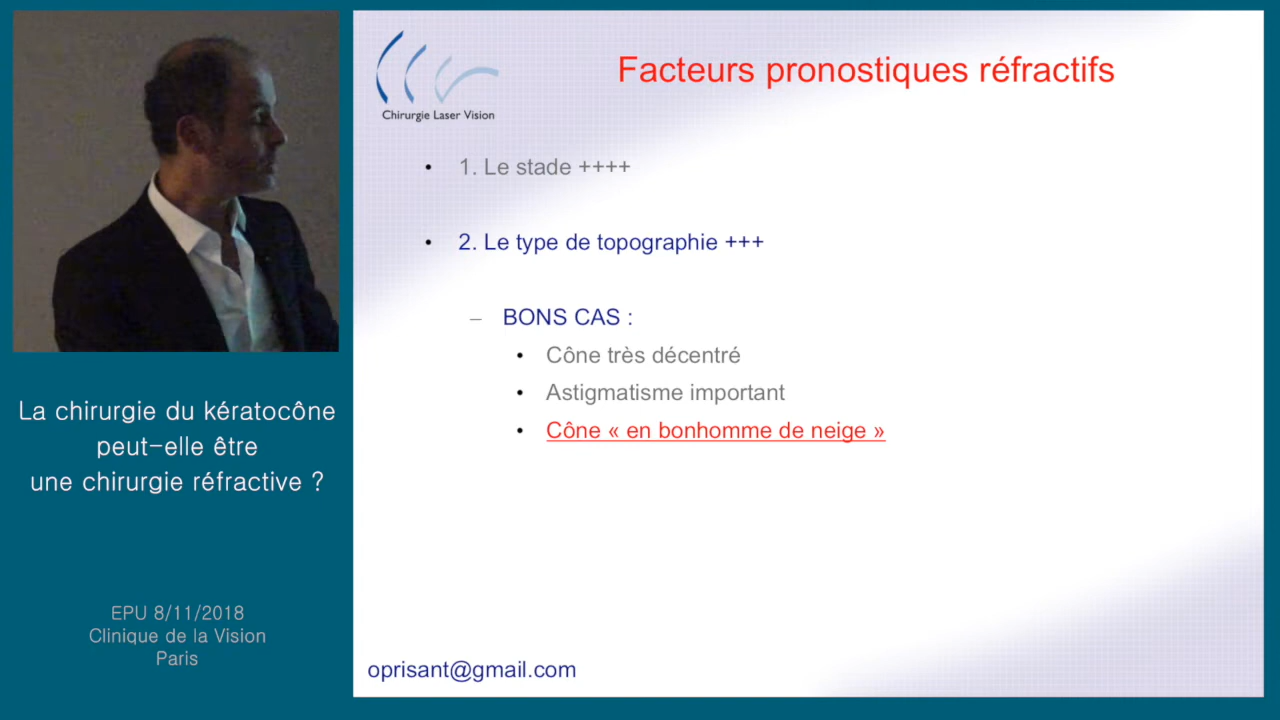 Chirurgie Laser Vision
Facteurs pronostiques réfractifs
• 1. Le stade ++++
• 2. Le type de topographie +++
– BONS CAS :
• Cône très décentré
• Astigmatisme important
• Cône « en bonhomme de neige »
oprisant@gmail.com
La chirurgie du kératocône
peut-elle être
une chirurgie réfractive ?
EPU 8/11/2018
Clinique de la Vision
Paris